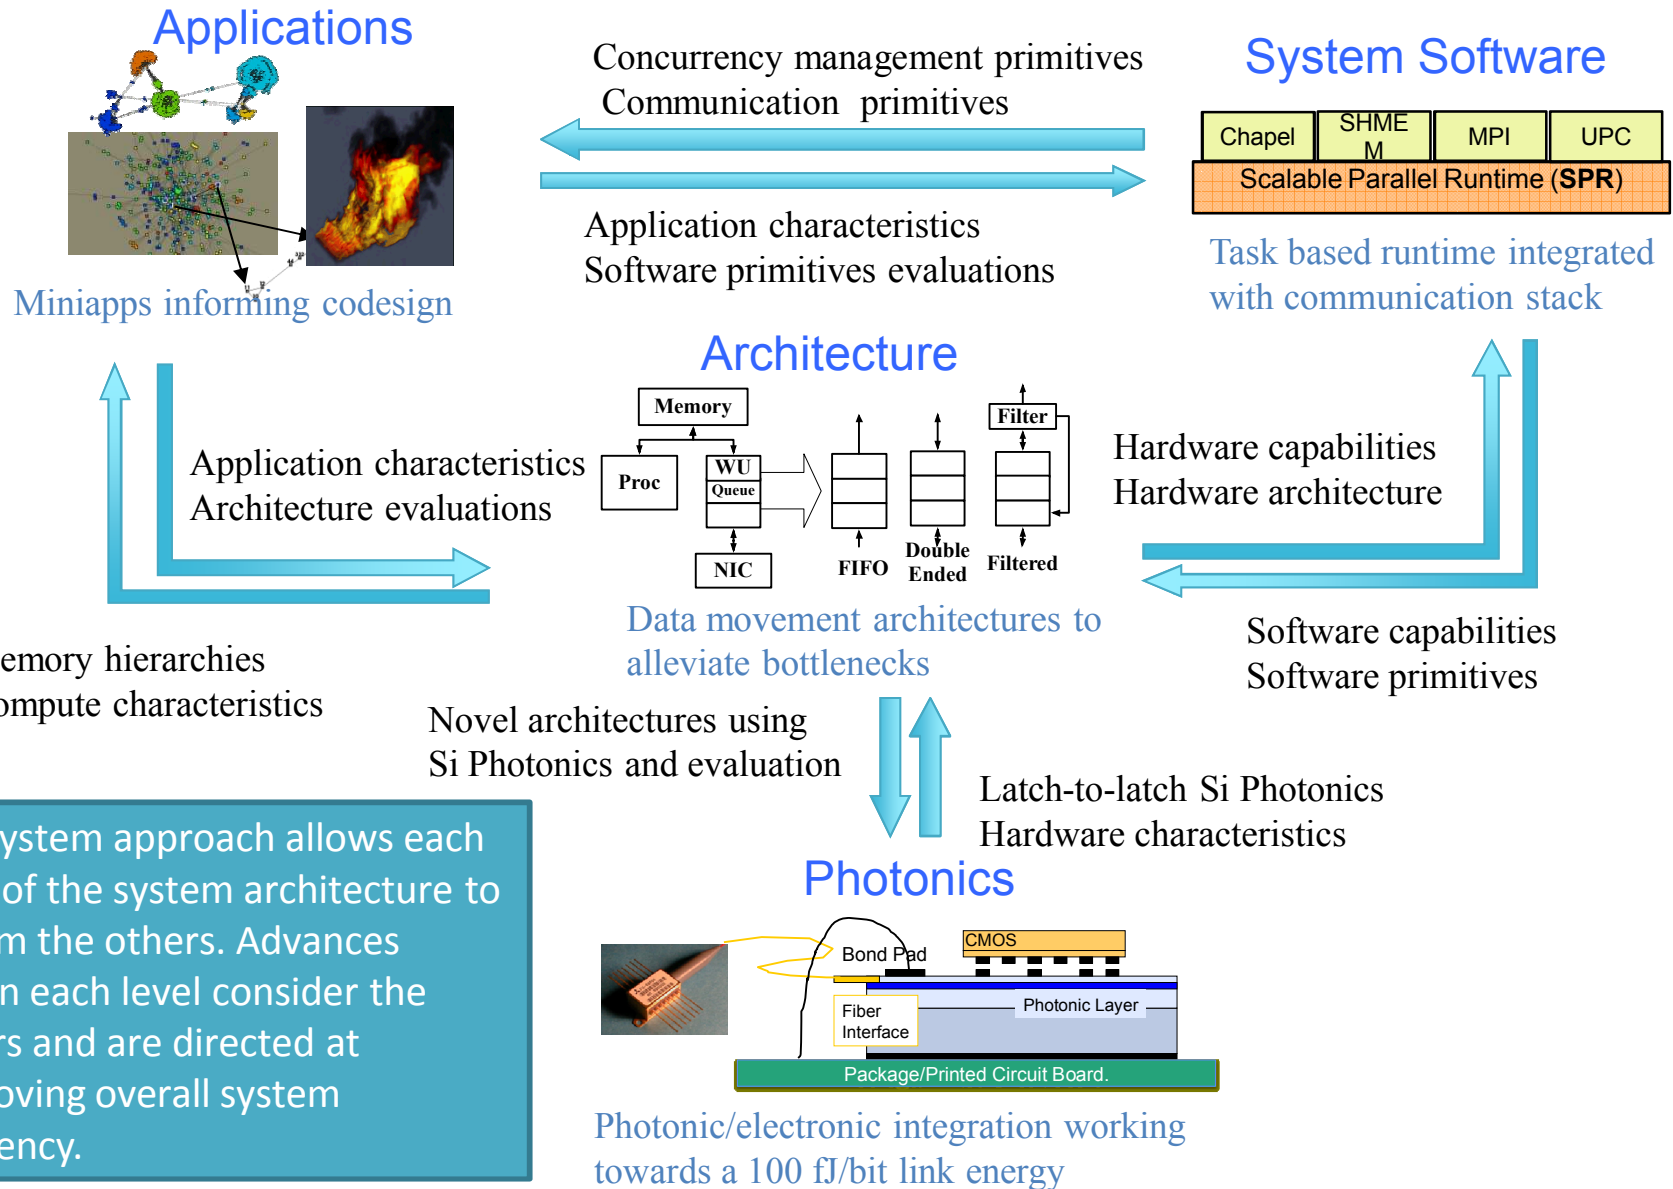 Applications
Concurrency management primitives
Communication primitives
System Software
Chapel
SHME
M
MPI
UPC
Scalable Parallel Runtime (SPR)
Application characteristics
Software primitives evaluations
Task based runtime integrated
with communication stack
Miniapps informing codesign
Architecture
Memory
Proc
WU
Queue
NIC
FIFO
Double
Ended
Filter
Filtered
Application characteristics
Architecture evaluations
Hardware capabilities
Hardware architecture
Data movement architectures to
alleviate bottlenecks
emory hierarchies
ompute characteristics
Software capabilities
Software primitives
Novel architectures using
Si Photonics and evaluation
Latch-to-latch Si Photonics
Hardware characteristics
ystem approach allows each
of the system architecture to
m the others. Advances
n each level consider the
rs and are directed at
oving overall system
ency.
Photonics
Bond Pad
CMOS
Fiber
Interface
Photonic Layer
Package/Printed Circuit Board.
Photonic/electronic integration working
towards a 100 fJ/bit link energy